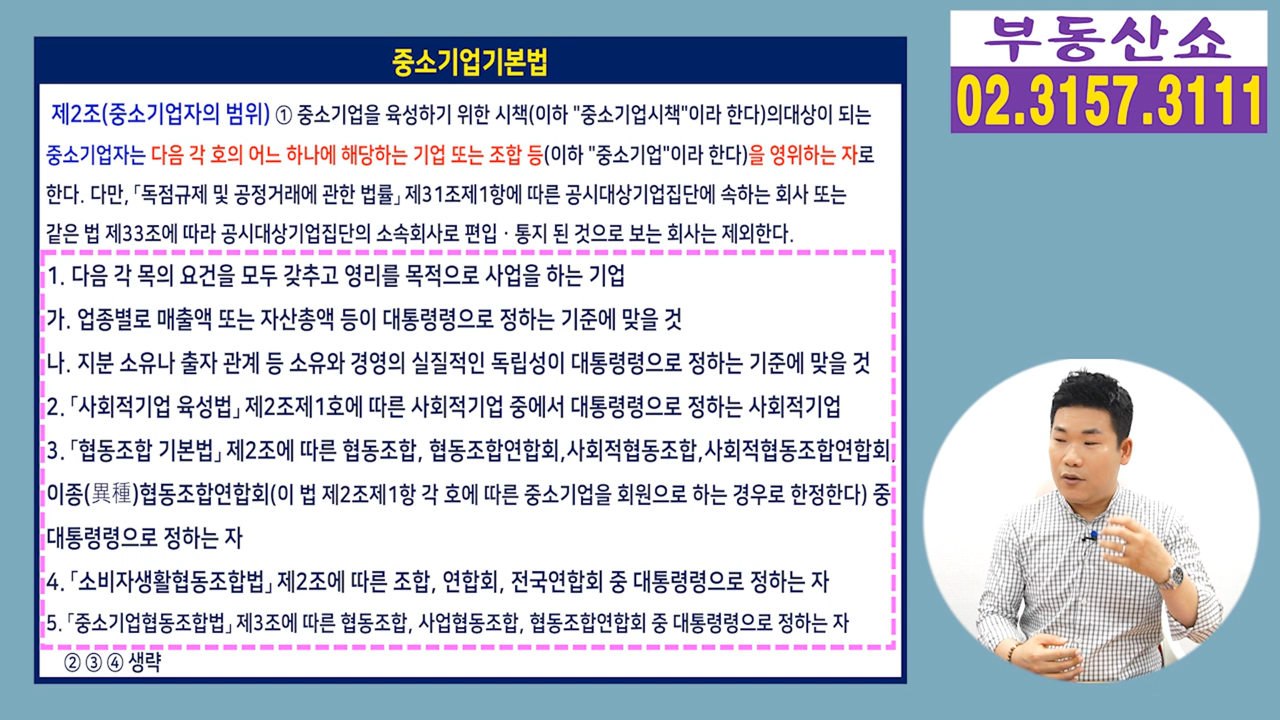 부동산쇼
02.3157.3111
중소기업기본법
제2조(중소기업자의 범위) ① 중소기업을 육성하기 위한 시책(이하 "중소기업시책"이라 한다)의대상이 되는
중소기업자는 다음 각 호의 어느 하나에 해당하는 기업 또는 조합 등(이하 "중소기업"이라 한다)을 영위하는 자로
한다. 다만,「독점규제 및 공정거래에 관한 법률」제31조제1항에 따른 공시대상기업집단에 속하는 회사 또는
같은 법 제33조에 따라 공시대상기업집단의 소속회사로 편입ㆍ통지 된 것으로 보는 회사는 제외한다.
1. 다음 각 목의 요건을 모두 갖추고 영리를 목적으로 사업을 하는 기업
가. 업종별로 매출액 또는 자산총액 등이 대통령령으로 정하는 기준에 맞을 것
나. 지분 소유나 출자 관계 등 소유와 경영의 실질적인 독립성이 대통령령으로 정하는 기준에 맞을 것
2.「사회적기업 육성법」제2조제1호에 따른 사회적기업 중에서 대통령령으로 정하는 사회적기업
3.「협동조합 기본법」제2조에 따른 협동조합, 협동조합연합회,사회적협동조합,사회적협동조합연합회,
이종(異種)협동조합연합회(이 법 제2조제1항 각 호에 따른 중소기업을 회원으로 하는 경우로 한정한다) 중
대통령령으로 정하는 자
4.「소비자생활협동조합법」제2조에 따른 조합, 연합회, 전국연합회 중 대통령령으로 정하는 자
5.「중소기업협동조합법」제3조에 따른 협동조합, 사업협동조합, 협동조합연합회 중 대통령령으로 정하는 자
② ③ ④ 생략